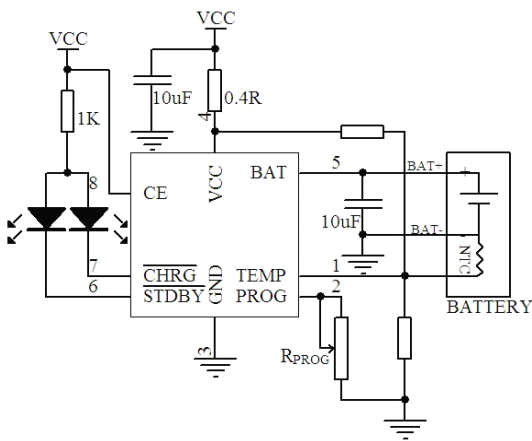 VCC
VCC
10uF
0.4R
4
1K
8
CE
VCC
BAT
5
BAT+
+
10uF
BAT-
-
NTC
7
CHRG
TEMP
1
6
STDBY
GND
PROG
2
BATTERY
3
RPROG